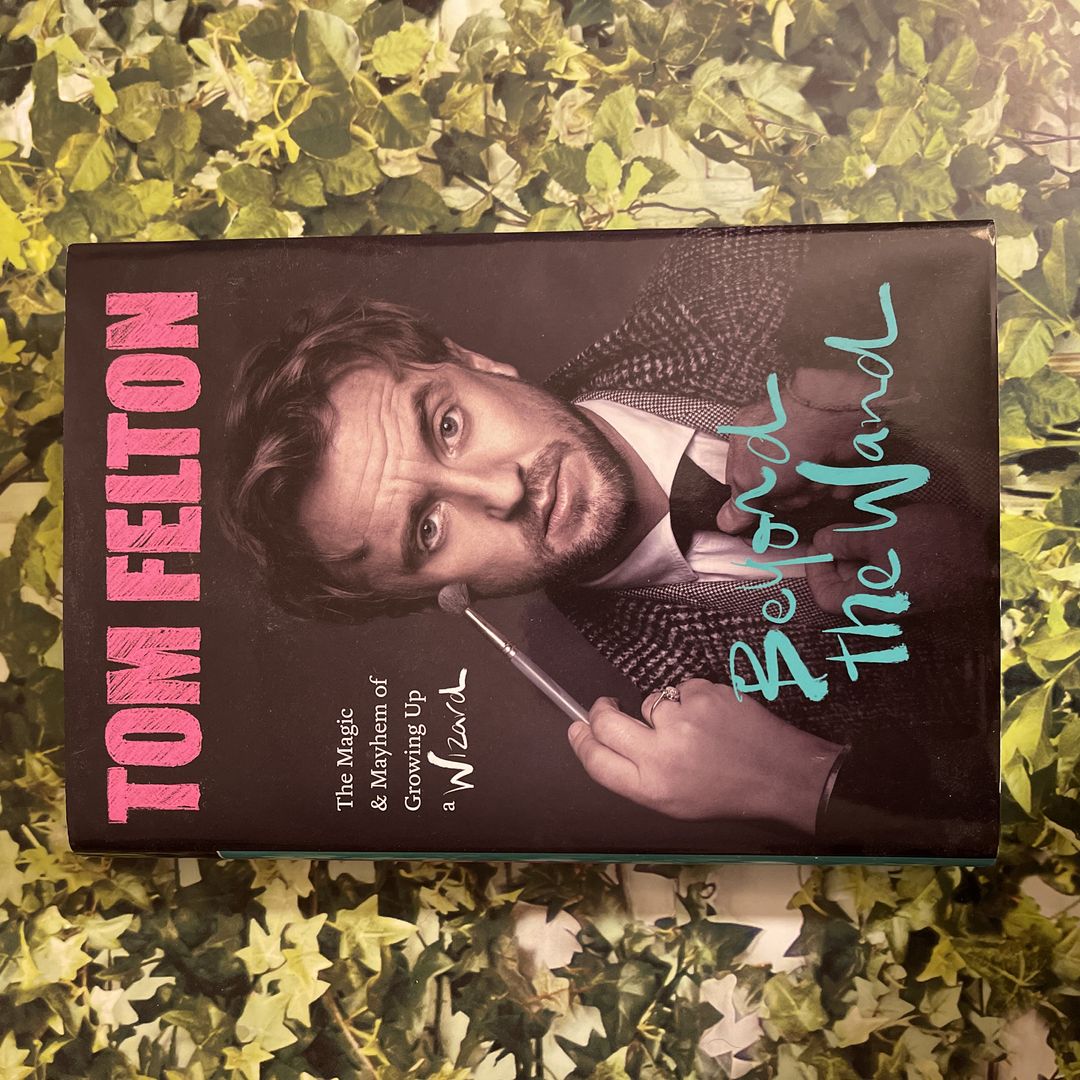 TOM FELTON
The Magic
& Mayhem of
Growing Up
a Wizard
Beyond
the Wand